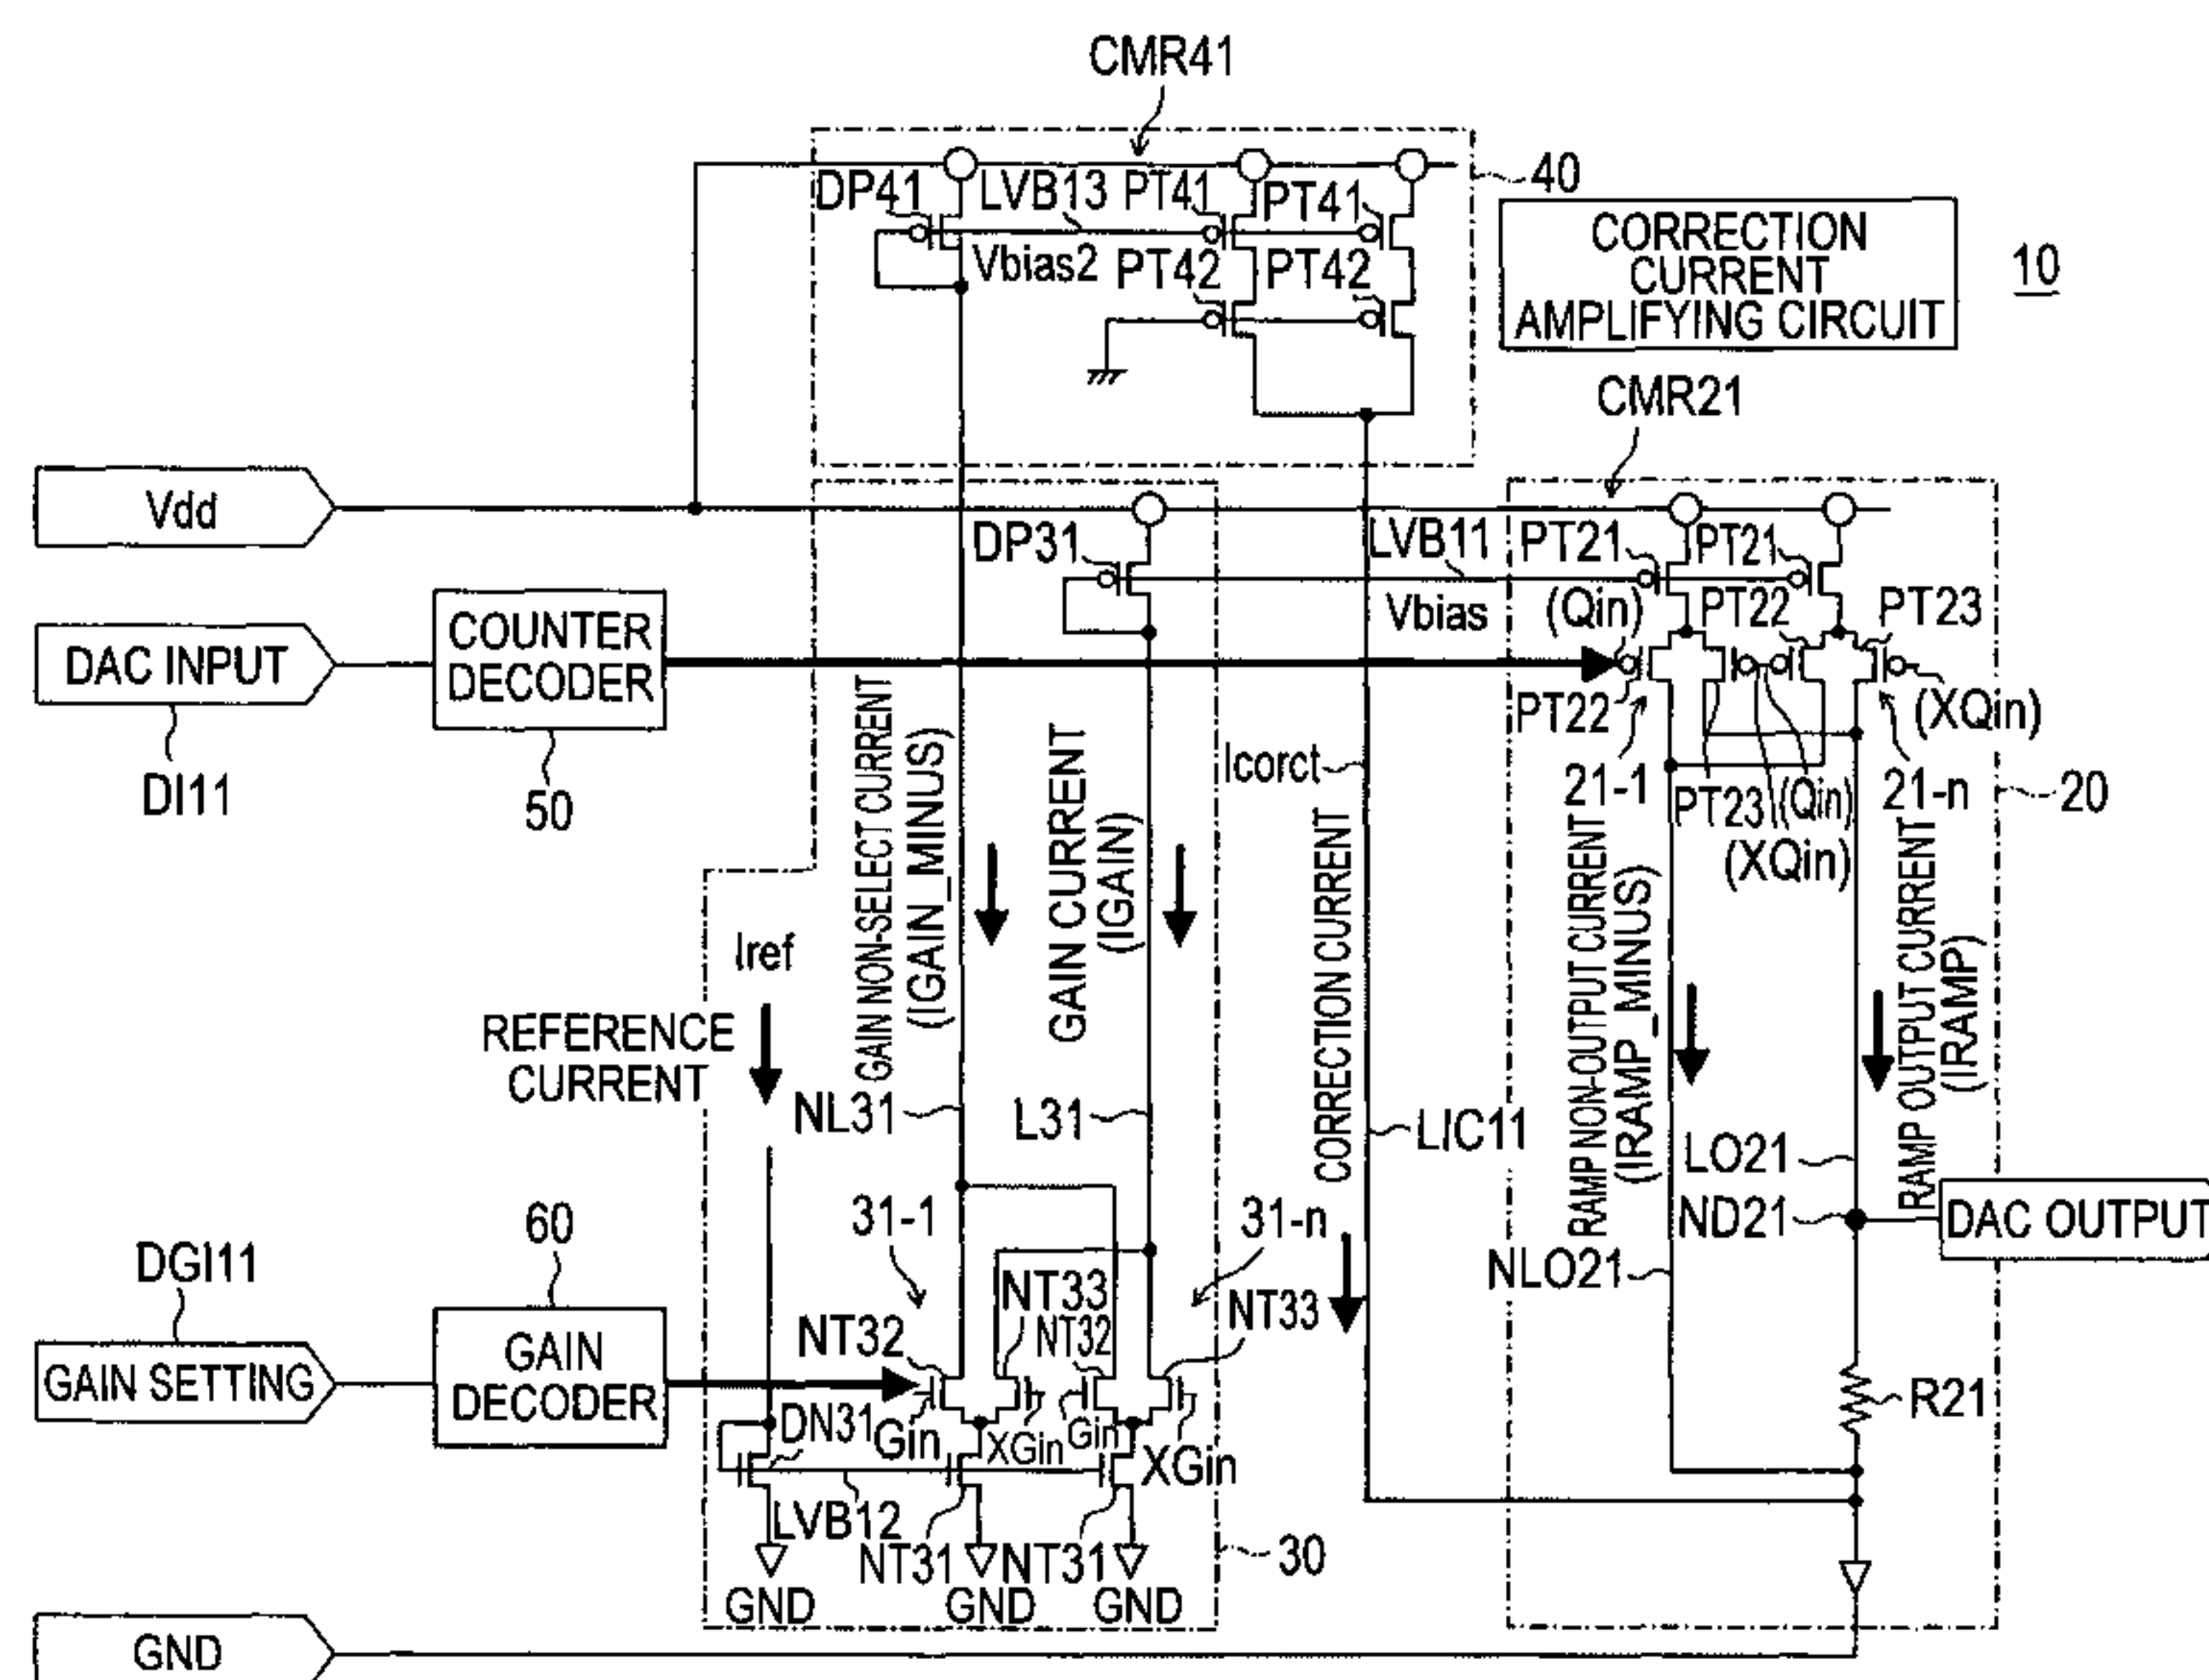 CMR41
DP41
LVB13
PT41
PT41
40
Vbias2
PT42
PT42
CORRECTION
CURRENT
AMPLIFYING CIRCUIT
10
CMR21
Vdd
DP31
LVB11
PT21
PT21
Vbias
(Qin)
PT22
PT23
DAC INPUT
COUNTER
DECODER
PT22
(XQin)
DI11
50
Icorct
21-1
PT23
(Qin)
21-n
20
(XQin)
GAIN NON-SELECT CURRENT
(IGAIN_MINUS)
GAIN CURRENT
(IGAIN)
CORRECTION CURRENT
RAMP NON-OUTPUT CURRENT
(IRAMP_MINUS)
RAMP OUTPUT CURRENT
(IRAMP)
Iref
REFERENCE
CURRENT
NL31
L31
LIC11
LO21
ND21
DAC OUTPUT
NLO21
60
31-1
31-n
DGI11
NT33
NT32
NT33
NT32
GAIN SETTING
GAIN
DECODER
R21
DN31
Gin
XGin
Gin
XGin
LVB12
NT31
NT31
30
GND
GND
GND
GND